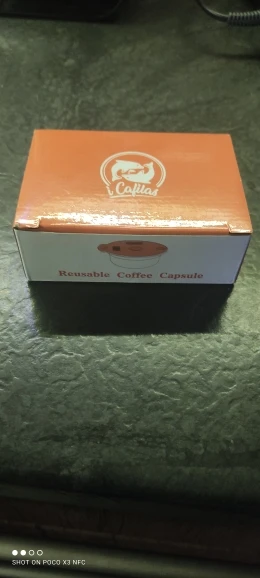 i Cafilas
Reusable Coffee Capsule
SHOT ON POCO X3 NFC